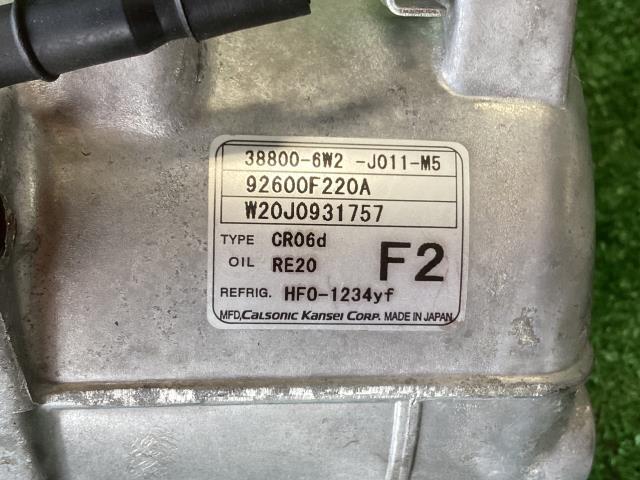 38800-6W2 -J011-M5
92600F220A
W20J0931757
TYPE CR06d
OIL RE20
F2
REFRIG. HFO-1234yf
MFD,CALSONIC KANSEI CORP. MADE IN JAPAN